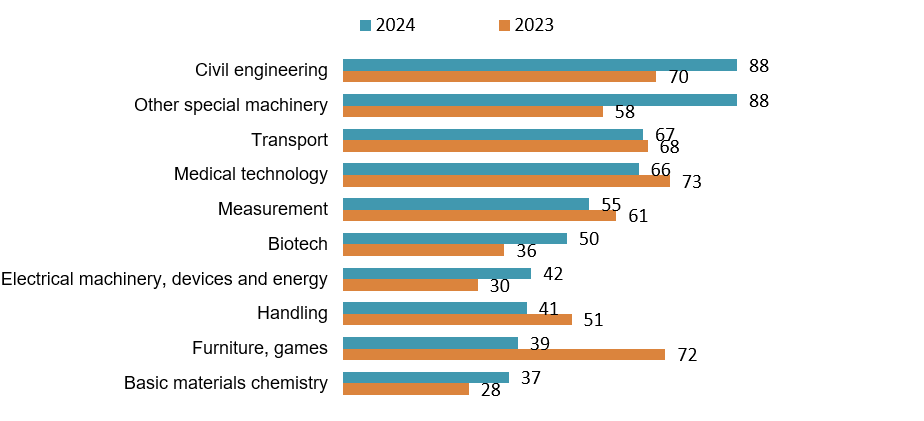 2024 2023
Civil engineering 88
70
Other special machinery 88
58
Transport 67
68
Medical technology 66
73
Measurement 55
61
Biotech 50
36
Electrical machinery, devices and energy 42
30
Handling 41
51
Furniture, games 39
72
Basic materials chemistry 37
28